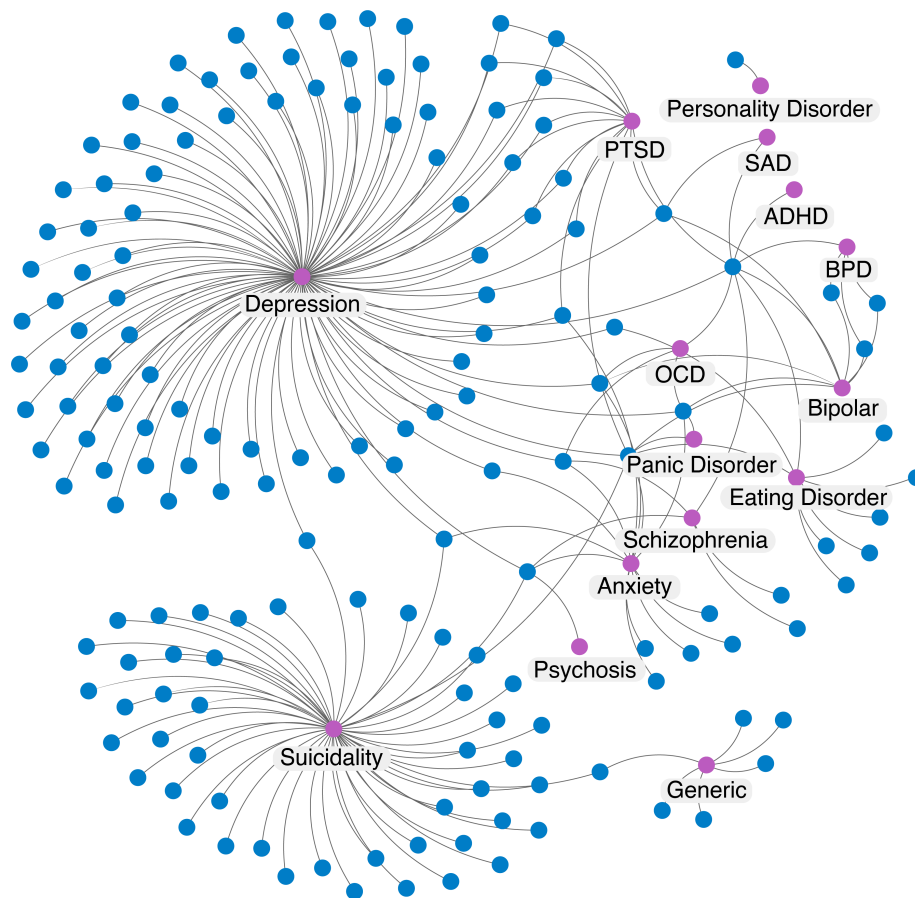 Personality Disorder
PTSD
SAD
ADHD
BPD
Depression
OCD
Bipolar
Panic Disorder
Eating Disorder
Schizophrenia
Anxiety
Psychosis
Suicidality
Generic